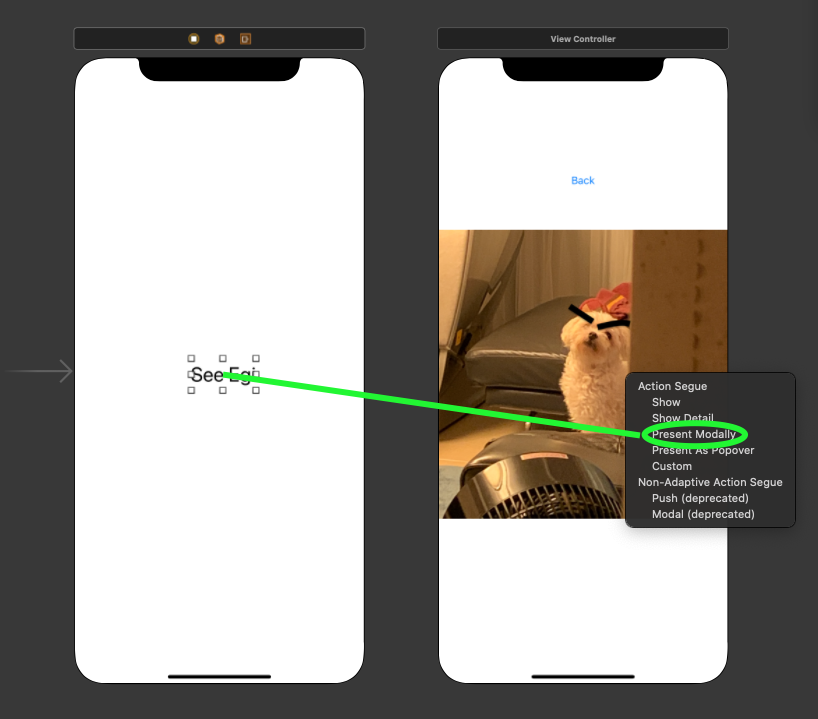 View Controller
Back
See Egi
Action Segue
Show
Show Detail
Present Modally
Present As Popover
Custom
Non-Adaptive Action Segue
Push (deprecated)
Modal (deprecated)